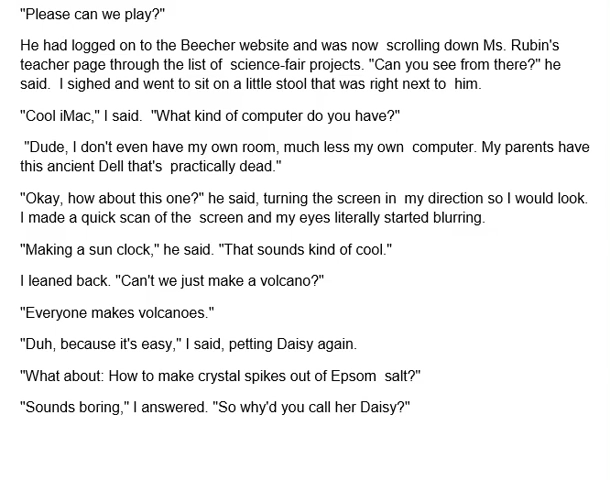 "Please can we play?"
He had logged on to the Beecher website and was now  scrolling down Ms. Rubin's
teacher page through the list of  science-fair projects. "Can you see from there?" he
said.  I sighed and went to sit on a little stool that was right next to  him.
"Cool iMac," I said.  "What kind of computer do you have?"
"Dude, I don't even have my own room, much less my own  computer. My parents have
this ancient Dell that's  practically dead."
"Okay, how about this one?" he said, turning the screen in  my direction so I would look.
I made a quick scan of the  screen and my eyes literally started blurring.
"Making a sun clock," he said. "That sounds kind of cool."
I leaned back. "Can't we just make a volcano?"
"Everyone makes volcanoes."
"Duh, because it's easy," I said, petting Daisy again.
"What about: How to make crystal spikes out of Epsom  salt?"
"Sounds boring," I answered. "So why'd you call her Daisy?"